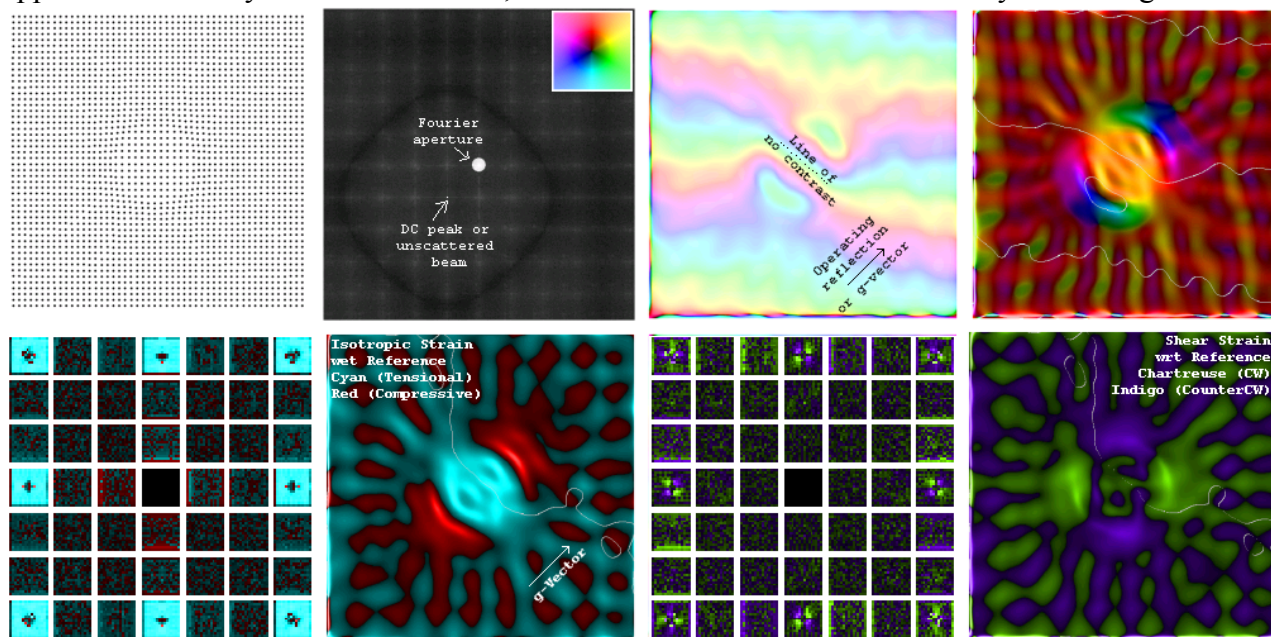 Fourier
aperture
DC peak or
unscattered
beam
Line of
no contrast
Operating
reflection
or g-vector
Isotropic Strain
wet Reference
Cyan (Tensional)
Red (Compressive)
g-Vector
Shear Strain
wrt Reference
Chartreuse (CW)
Indigo (CounterCW)